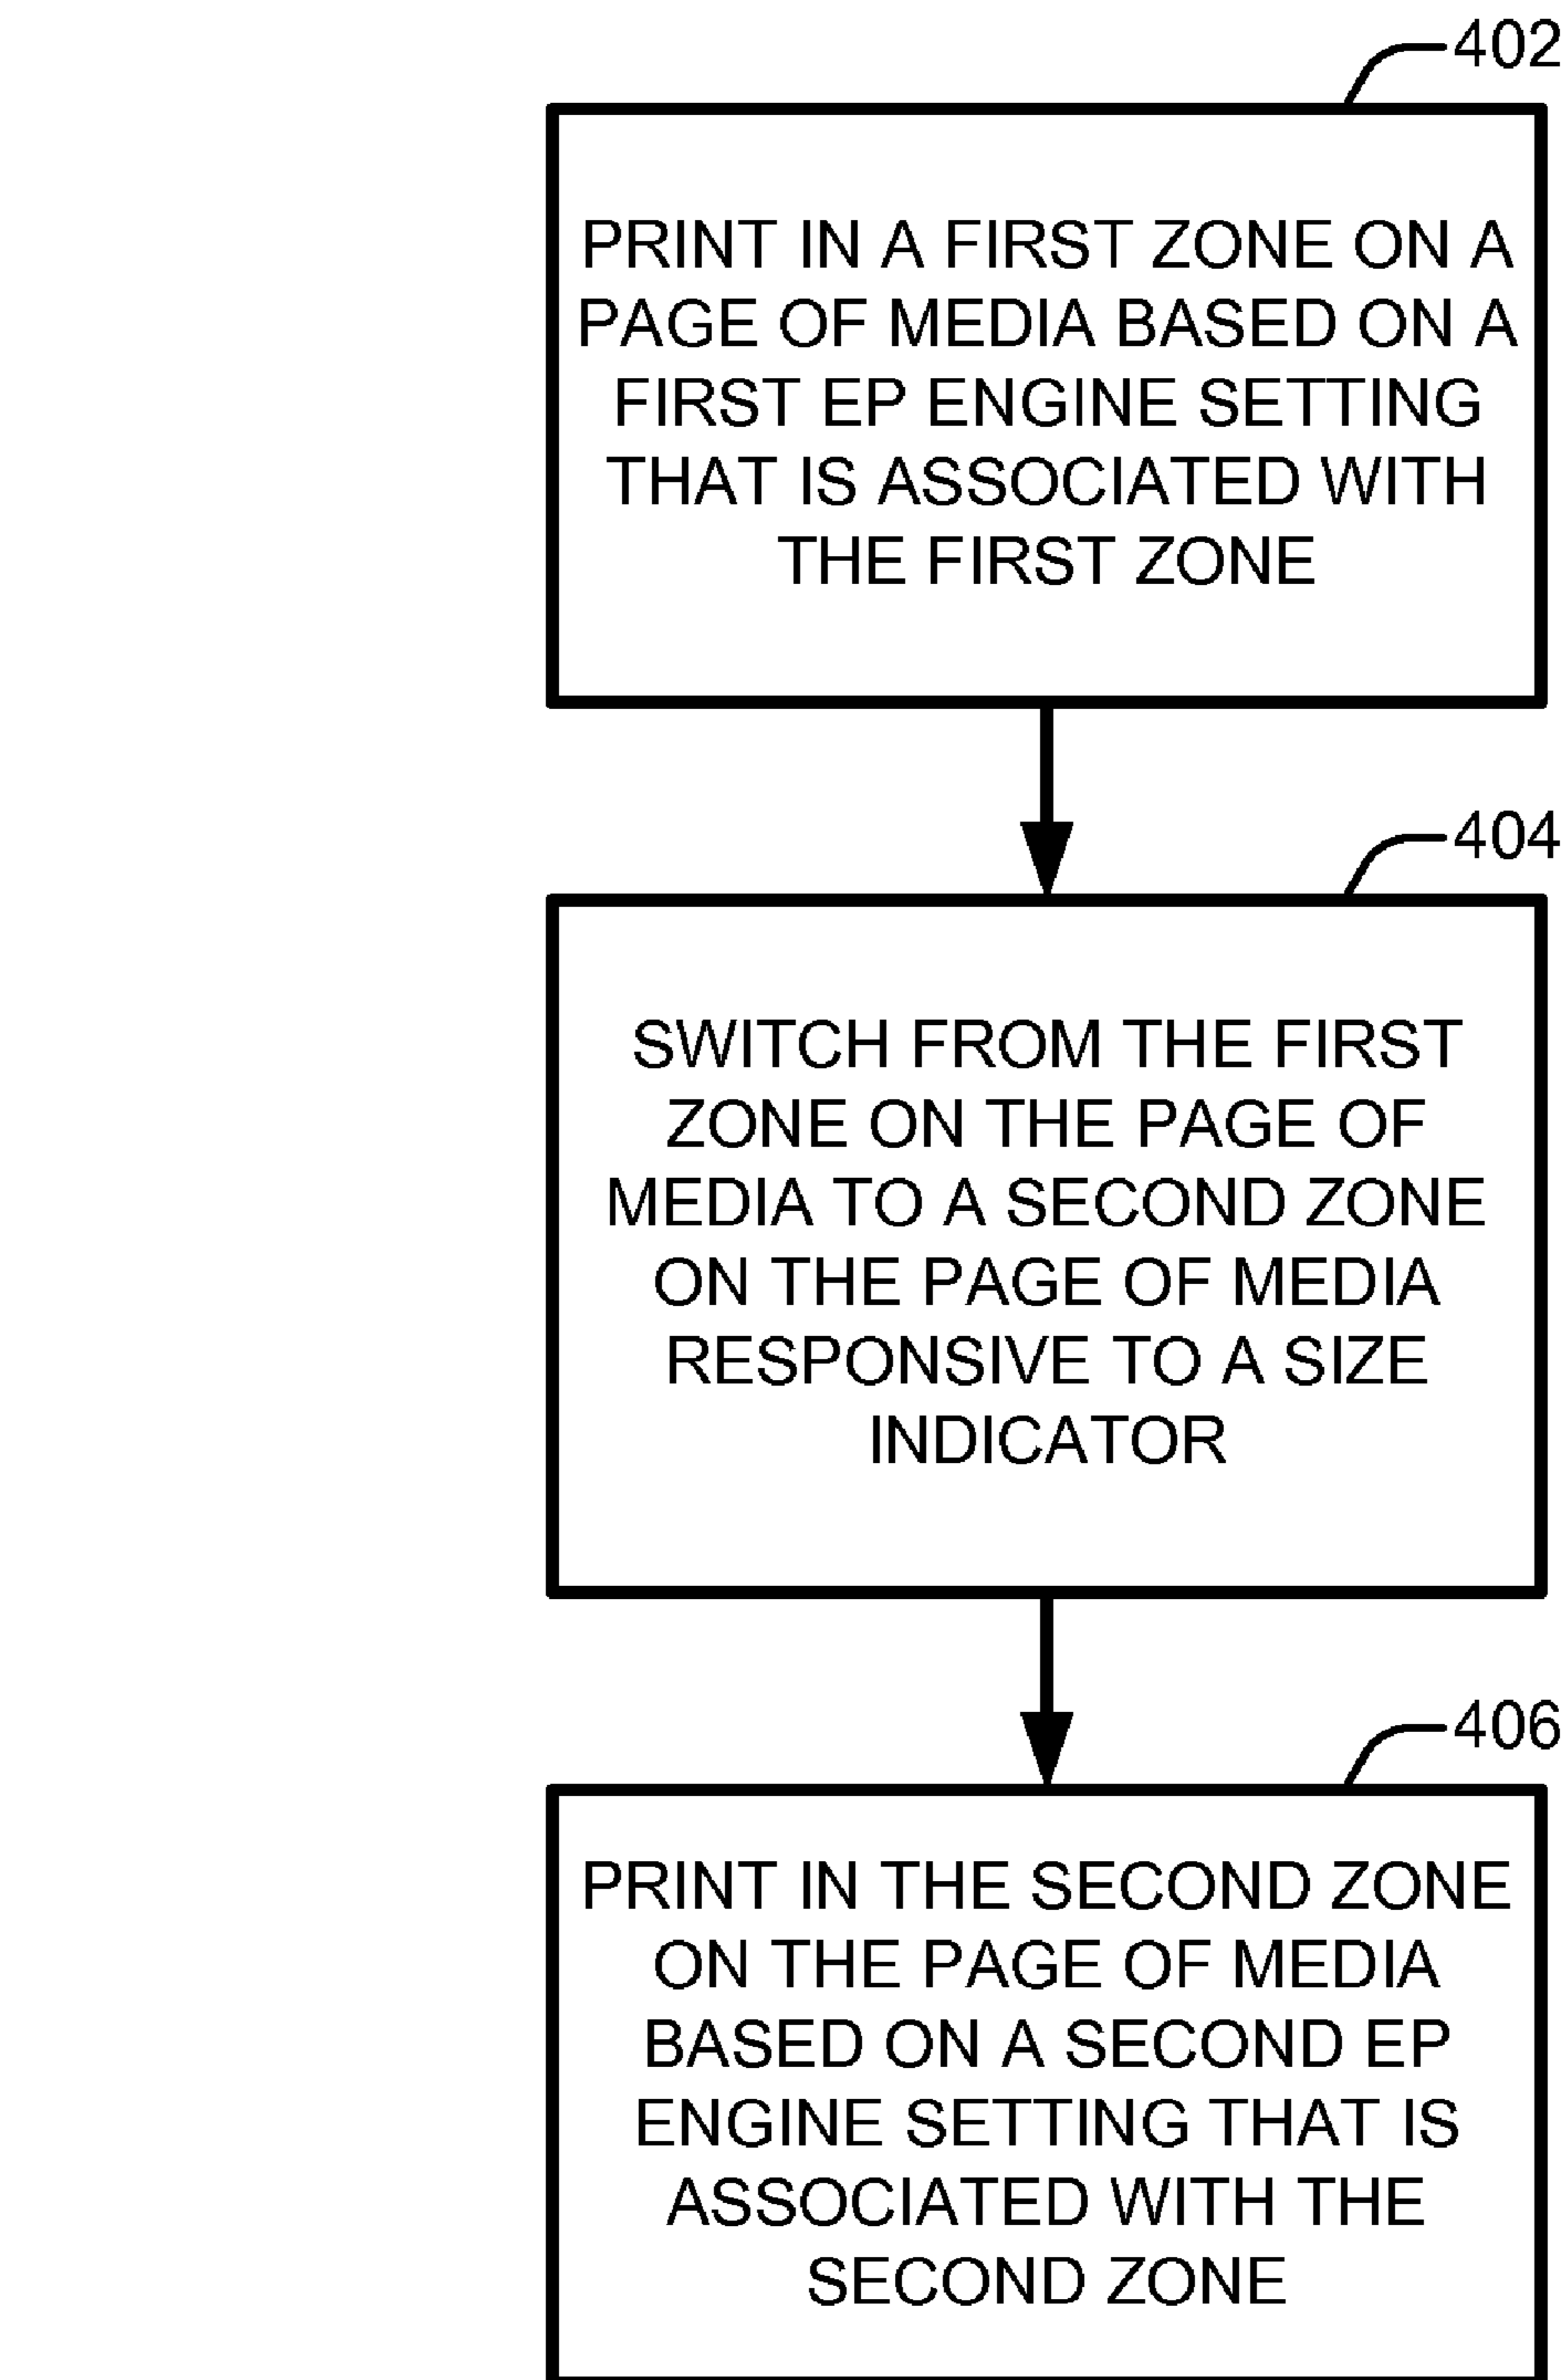 402
PRINT IN A FIRST ZONE ON A
PAGE OF MEDIA BASED ON A
FIRST EP ENGINE SETTING
THAT IS ASSOCIATED WITH
THE FIRST ZONE
404
SWITCH FROM THE FIRST
ZONE ON THE PAGE OF
MEDIA TO A SECOND ZONE
ON THE PAGE OF MEDIA
RESPONSIVE TO A SIZE
INDICATOR
406
PRINT IN THE SECOND ZONE
ON THE PAGE OF MEDIA
BASED ON A SECOND EP
ENGINE SETTING THAT IS
ASSOCIATED WITH THE
SECOND ZONE